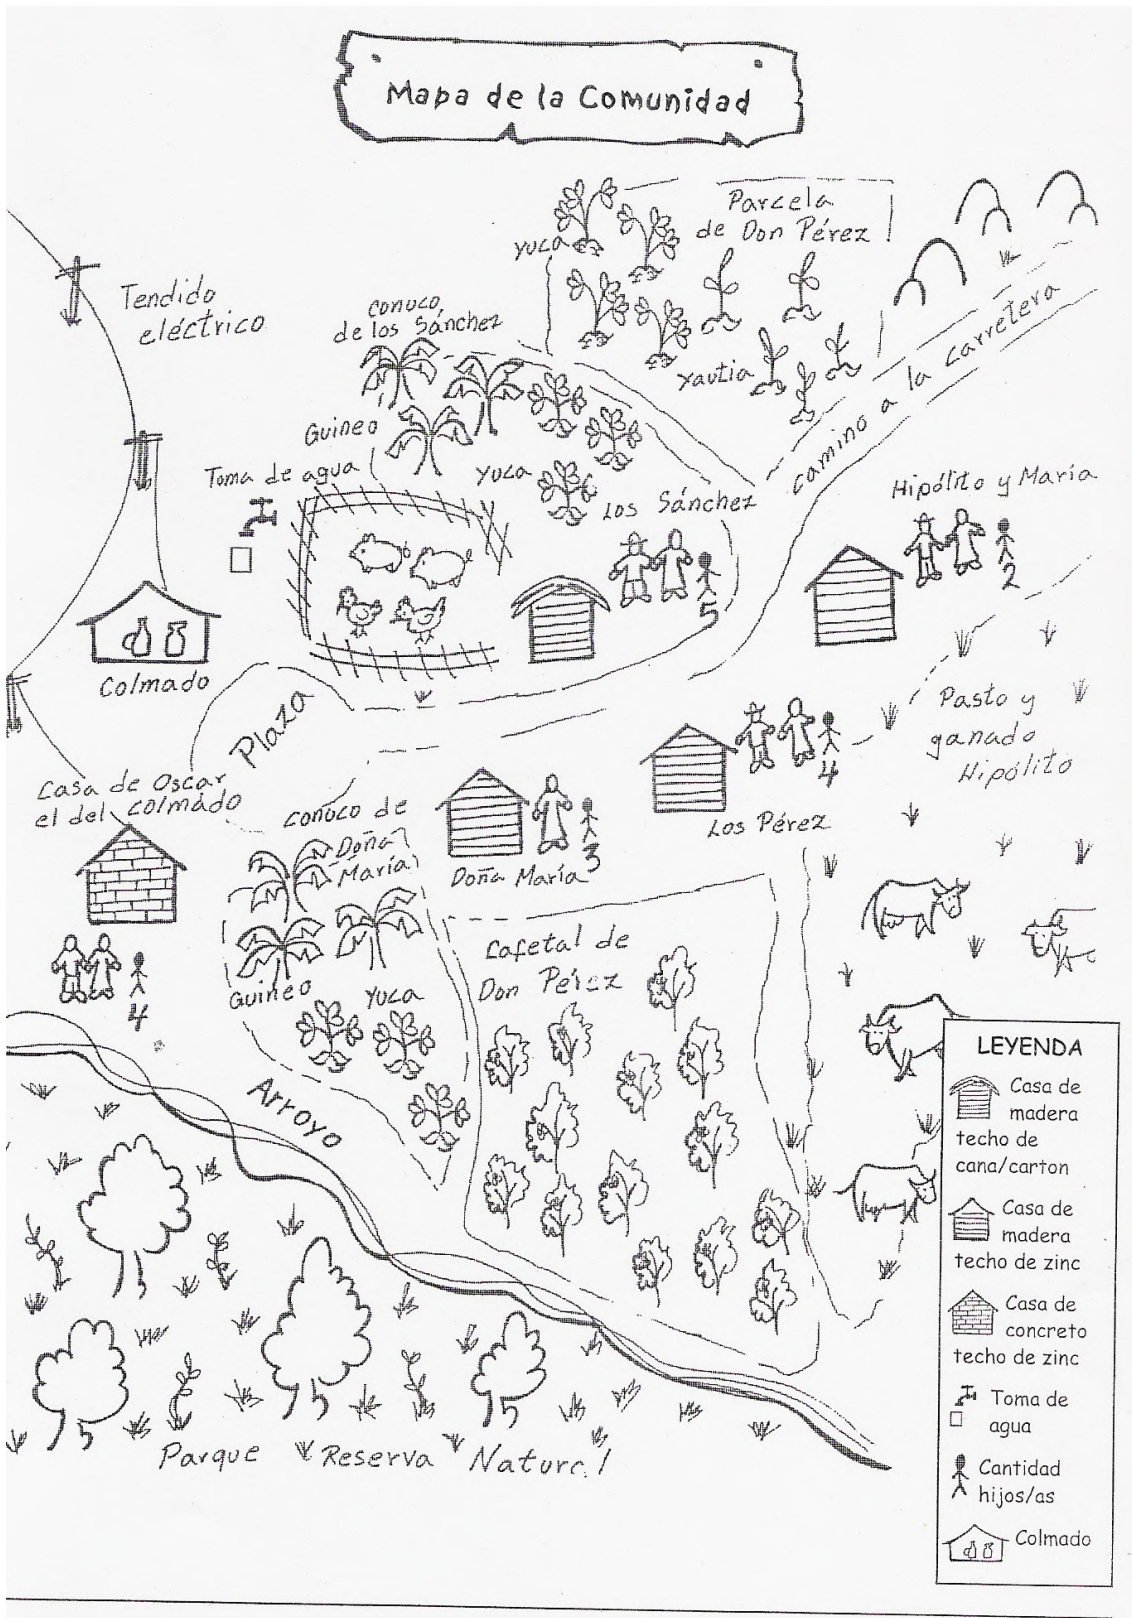 Mapa de la Comunidad
Parcela
de Don Pérez
Yuca
Tendido
eléctrico
Conuco
de los Sánchez
Yautia
camino a la carretera
Guineo
Toma de agua
Yuca
Los Sánchez
5
Hipólito y María
2
Colmado
Plaza
Pasto y
ganado
Hipólito
4
Los Pérez
Casa de Oscar
el del colmado
4
Conuco de
Doña
María
Guineo
Yuca
Doña María
3
Cafetal de
Don Pérez
Arroyo
Parque Reserva Natural
LEYENDA
Casa de
madera
techo de
cana/carton
Casa de
madera
techo de zinc
Casa de
concreto
techo de zinc
Toma de
agua
Cantidad
hijos/as
Colmado